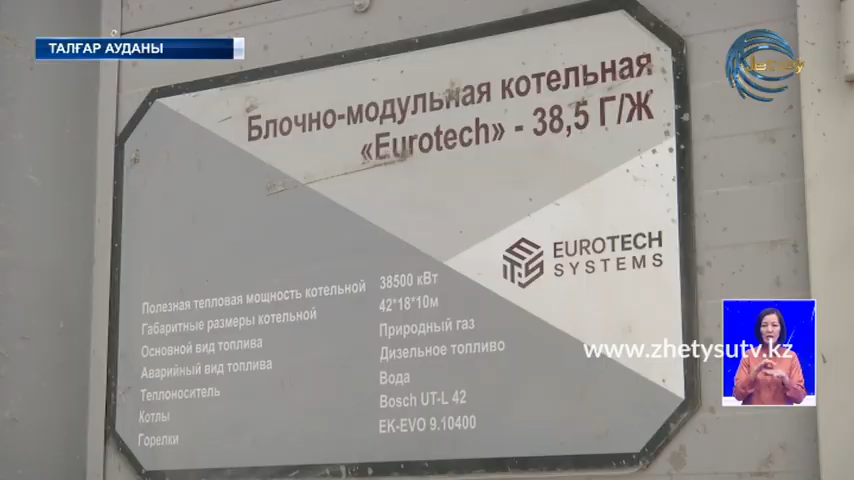 ТАЛҒАР АУДАНЫ
Jetisý
Блочно-модульная котельная
«Eurotech» - 38,5 Г/Ж
EUROTECH
SYSTEMS
Полезная тепловая мощность котельной 38500 кВт
Габаритные размеры котельной 42*18*10м
Основной вид топлива Природный газ
Аварийный вид топлива Дизельное топливо
Теплоноситель Вода
Котлы Bosch UT-L 42
Горелки EK-EVO 9.10400
www.zhetysutv.kz